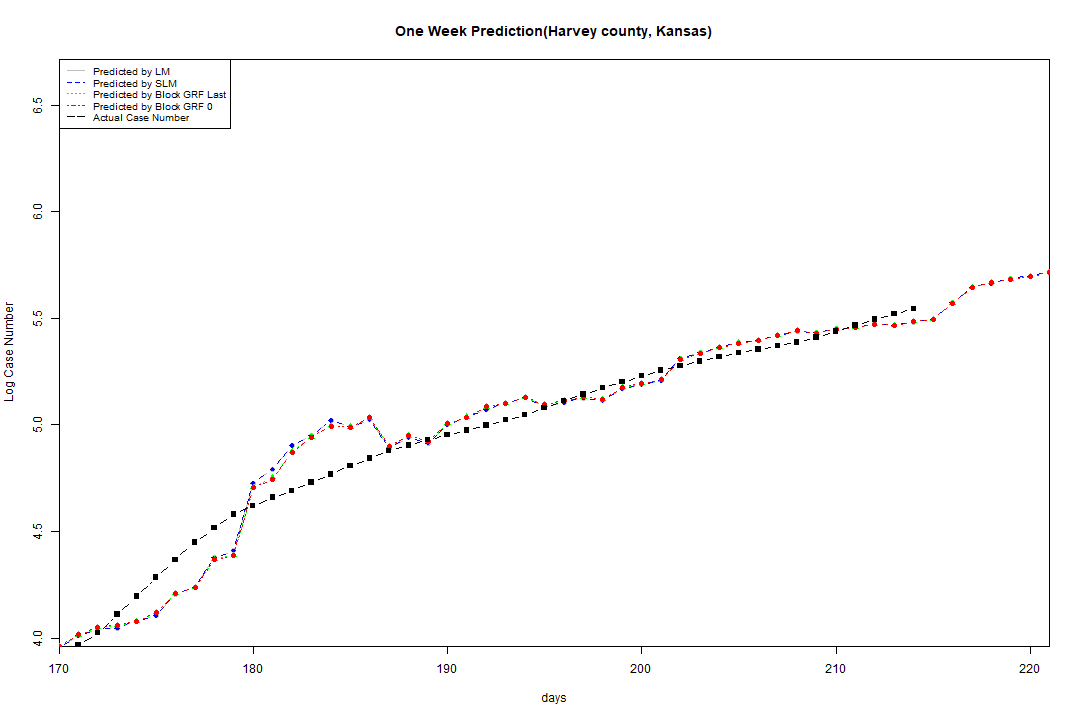 One Week Prediction(Harvey county, Kansas)
Predicted by LM
Predicted by SLM
Predicted by Block GRF Last
Predicted by Block GRF 0
Actual Case Number
6.5
6.0
5.5
5.0
4.5
4.0
Log Case Number
170 180 190 200 210 220
days